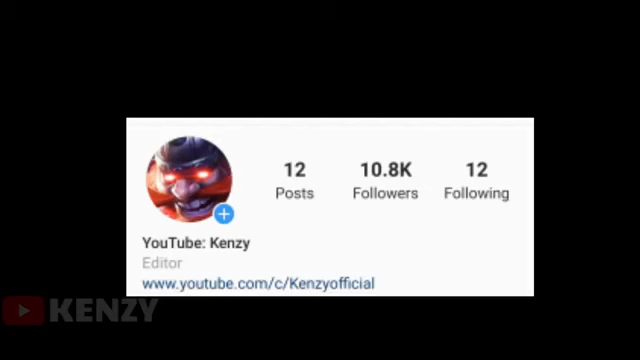 12 10.8K 12
Posts Followers Following
YouTube: Kenzy
Editor
www.youtube.com/c/Kenzyofficial
KENZY